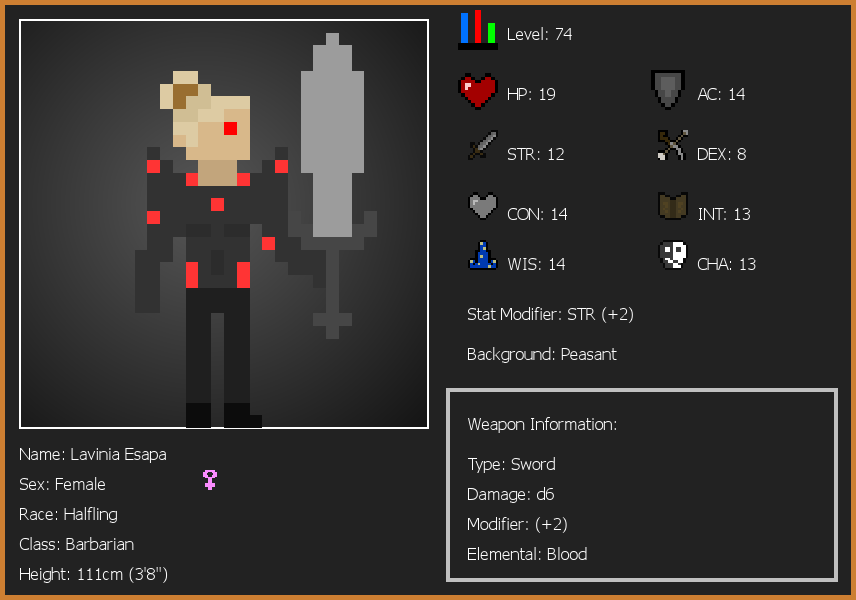 Level: 74
HP: 19
AC: 14
STR: 12
DEX: 8
CON: 14
INT: 13
WIS: 14
CHA: 13
Stat Modifier: STR (+2)
Background: Peasant
Weapon Information:
Type: Sword
Damage: d6
Modifier: (+2)
Elemental: Blood
Name: Lavinia Esapa
Sex: Female
Race: Halfling
Class: Barbarian
Height: 111cm (3'8")